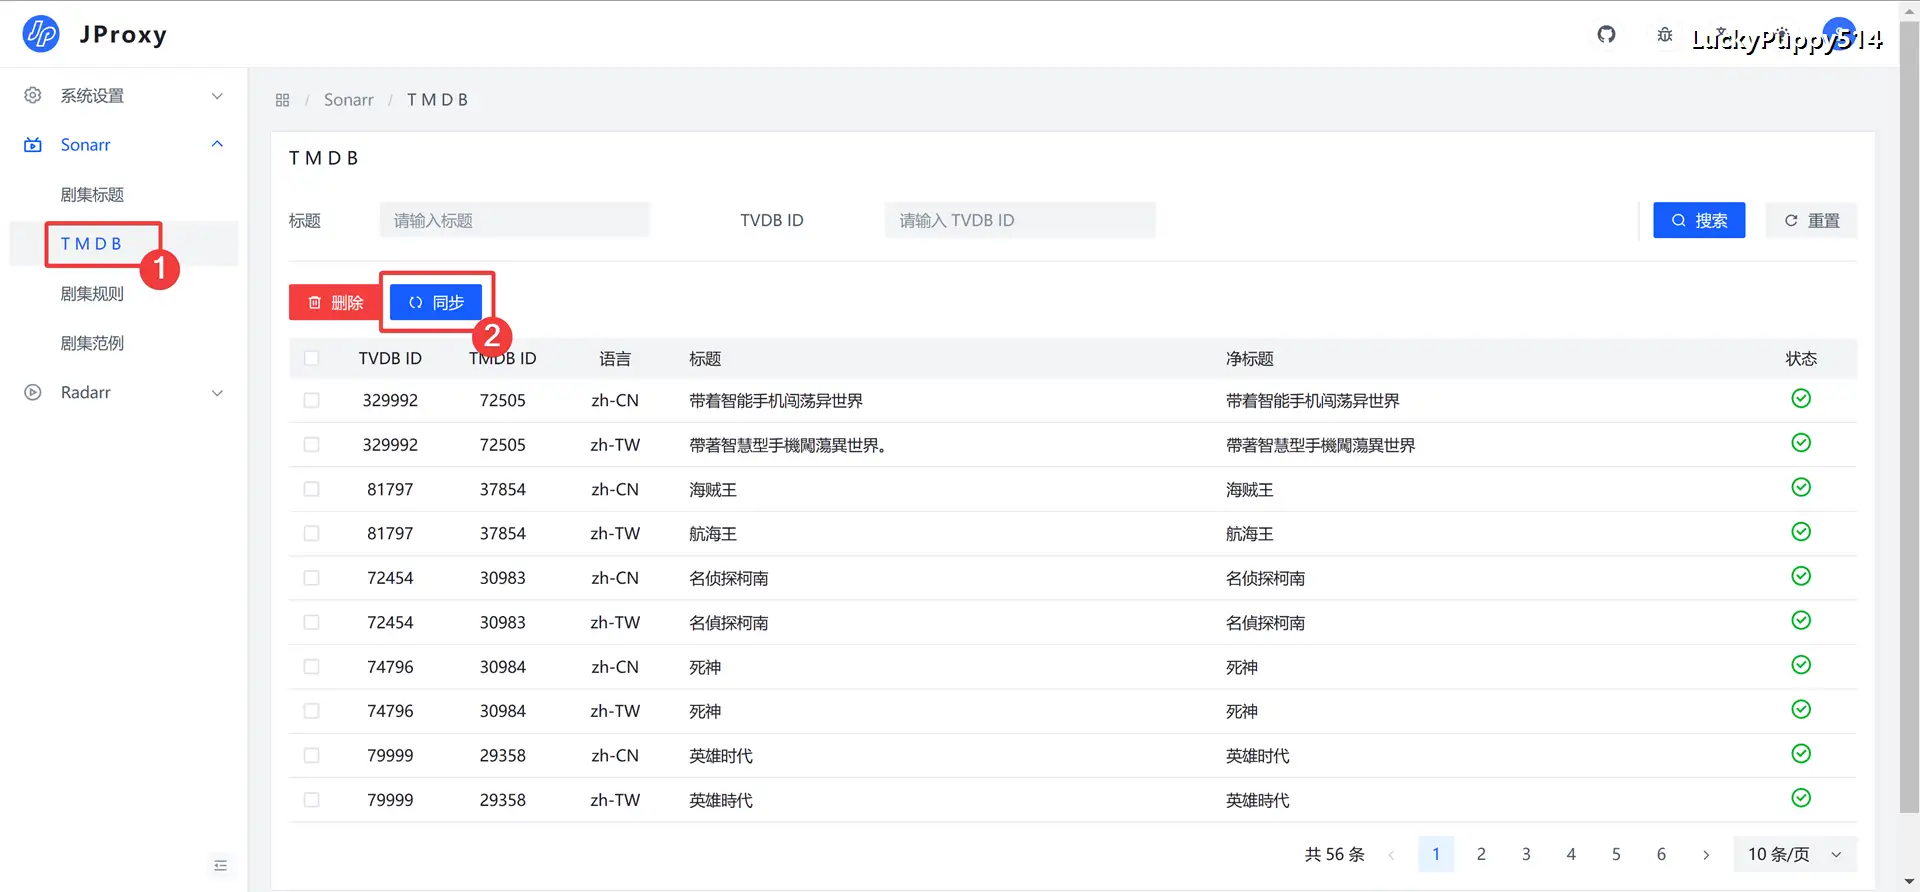 JProxy
LuckyPuppy514
系统设置
Sonarr
剧集标题
TMDB
1
剧集规则
剧集范例
Radarr
/ Sonarr / TMDB
TMDB
标题 请输入标题 TVDB ID 请输入 TVDB ID 搜索 重置
删除 同步
2
TVDB ID TMDB ID 语言 标题 净标题 状态
329992 72505 zh-CN 带着智能手机闯荡异世界 带着智能手机闯荡异世界
329992 72505 zh-TW 帶著智慧型手機闖蕩異世界。 帶著智慧型手機闖蕩異世界
81797 37854 zh-CN 海贼王 海贼王
81797 37854 zh-TW 航海王 航海王
72454 30983 zh-CN 名侦探柯南 名侦探柯南
72454 30983 zh-TW 名偵探柯南 名偵探柯南
74796 30984 zh-CN 死神 死神
74796 30984 zh-TW 死神 死神
79999 29358 zh-CN 英雄时代 英雄时代
79999 29358 zh-TW 英雄時代 英雄時代
共 56 条 1 2 3 4 5 6 10 条/页